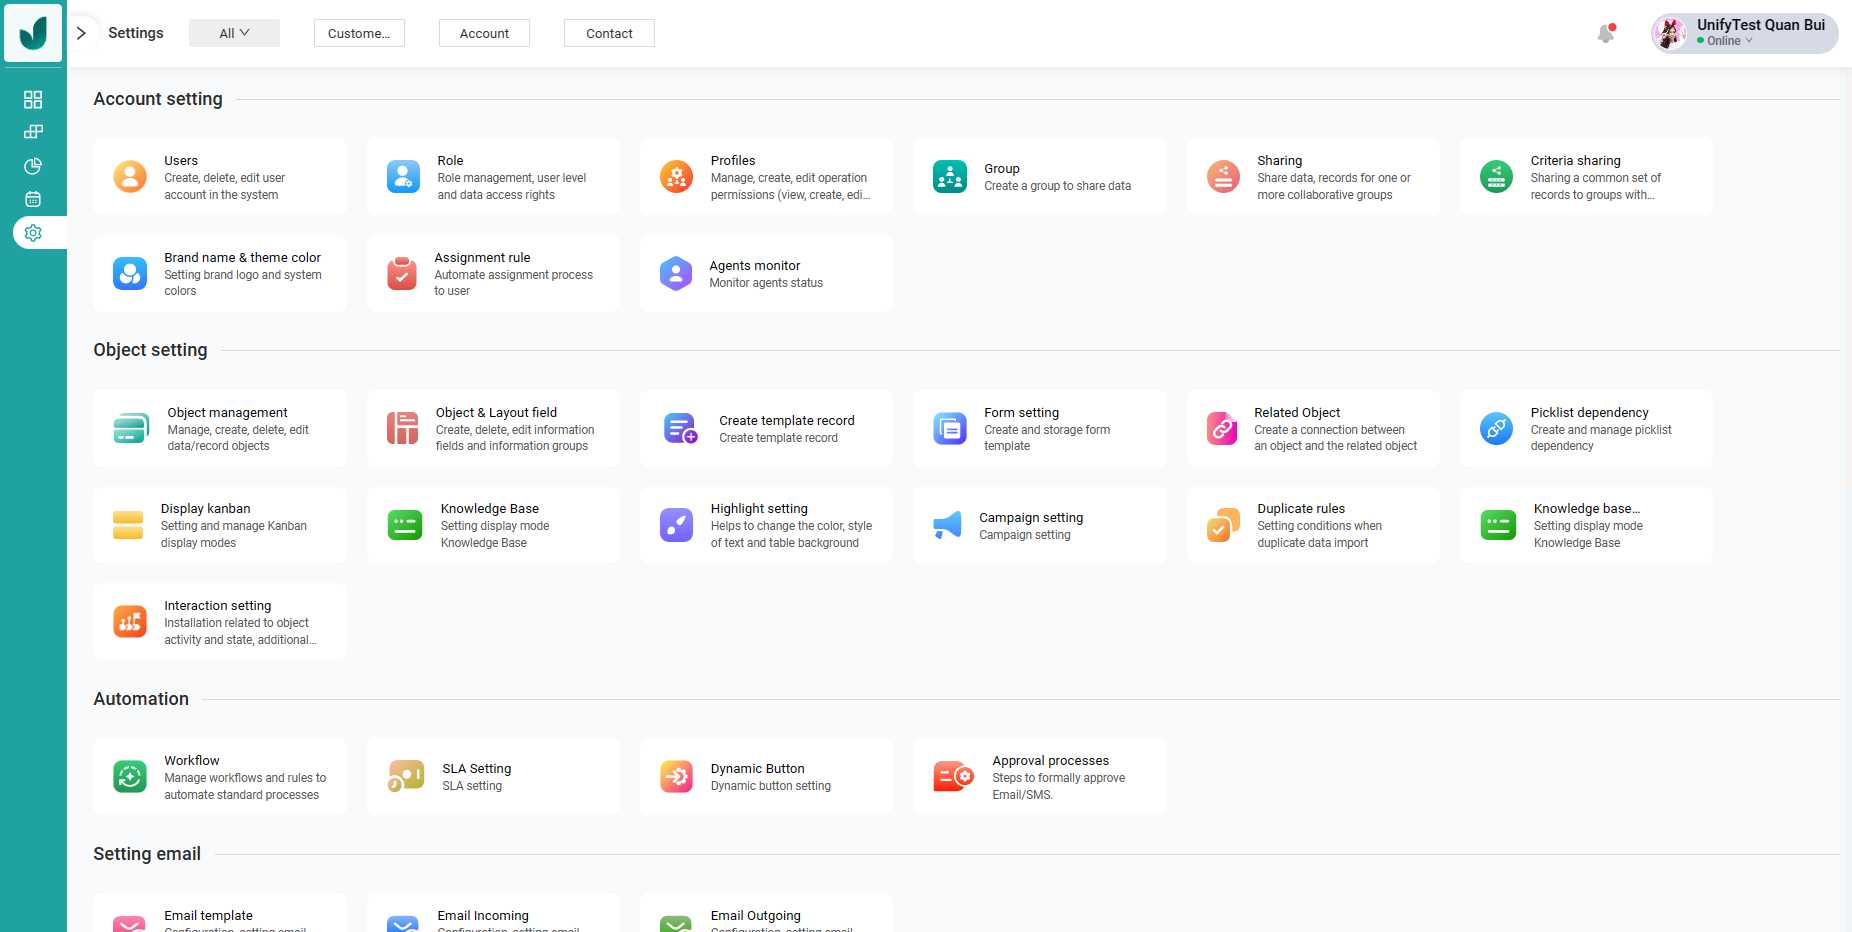 Settings
All
Custome...
Account
Contact
UnifyTest Quan Bui
Online
Account setting
Users
Create, delete, edit user
account in the system
Role
Role management, user level
and data access rights
Profiles
Manage, create, edit operation
permissions (view, create, edi...
Group
Create a group to share data
Sharing
Share data, records for one or
more collaborative groups
Criteria sharing
Sharing a common set of
records to groups with...
Brand name & theme color
Setting brand logo and system
colors
Assignment rule
Automate assignment process
to user
Agents monitor
Monitor agents status
Object setting
Object management
Manage, create, delete, edit
data/record objects
Object & Layout field
Create, delete, edit information
fields and information groups
Create template record
Create template record
Form setting
Create and storage form
template
Related Object
Create a connection between
an object and the related object
Picklist dependency
Create and manage picklist
dependency
Display kanban
Setting and manage Kanban
display modes
Knowledge Base
Setting display mode
Knowledge Base
Highlight setting
Helps to change the color, style
of text and table background
Campaign setting
Campaign setting
Duplicate rules
Setting conditions when
duplicate data import
Knowledge base...
Setting display mode
Knowledge Base
Interaction setting
Installation related to object
activity and state, additional...
Automation
Workflow
Manage workflows and rules to
automate standard processes
SLA Setting
SLA setting
Dynamic Button
Dynamic button setting
Approval processes
Steps to formally approve
Email/SMS.
Setting email
Email template
Configuration, setting email
Email Incoming
Configuration, setting email
Email Outgoing
Configuration, setting email